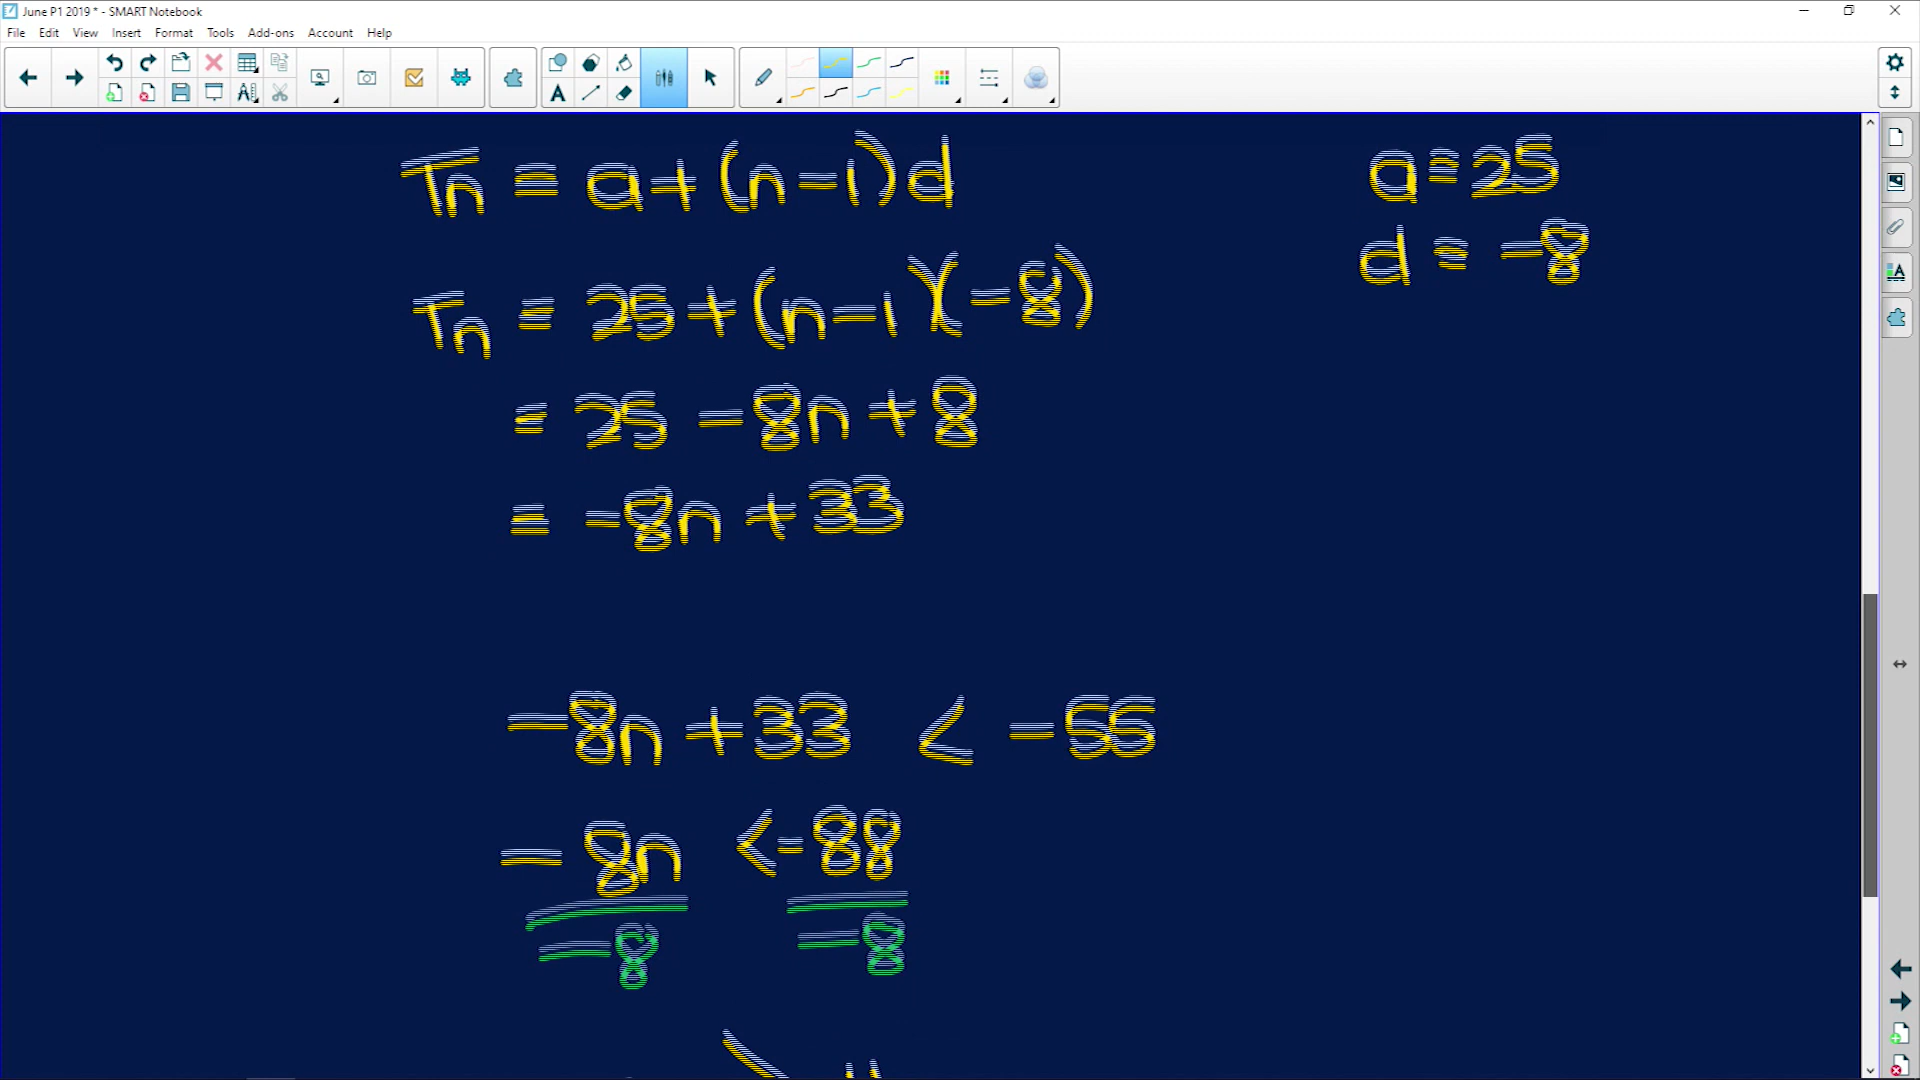 June P1 2019 * - SMART Notebook
File Edit View Insert Format Tools Add-ons Account Help
Tn = a + (n-1)d
a = 25
d = -8
Tn = 25 + (n-1)(-8)
= 25 - 8n + 8
= -8n + 33
-8n + 33 < -55
-8n < -88
-8 -8